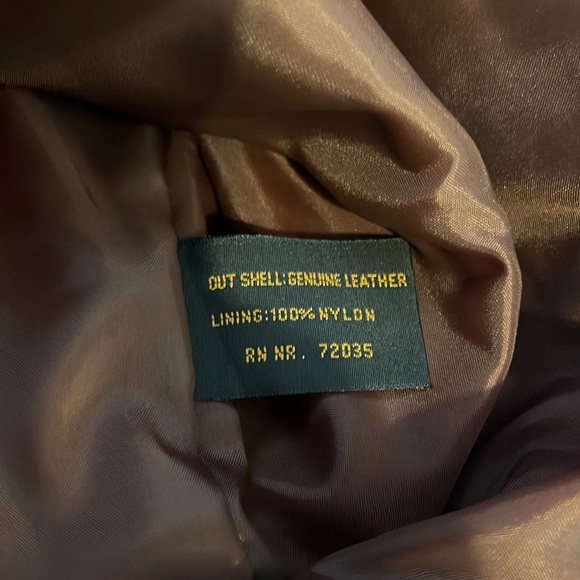 OUT SHELL:GENUINE LEATHER
LINING:100% NYLON
RN NR. 72035